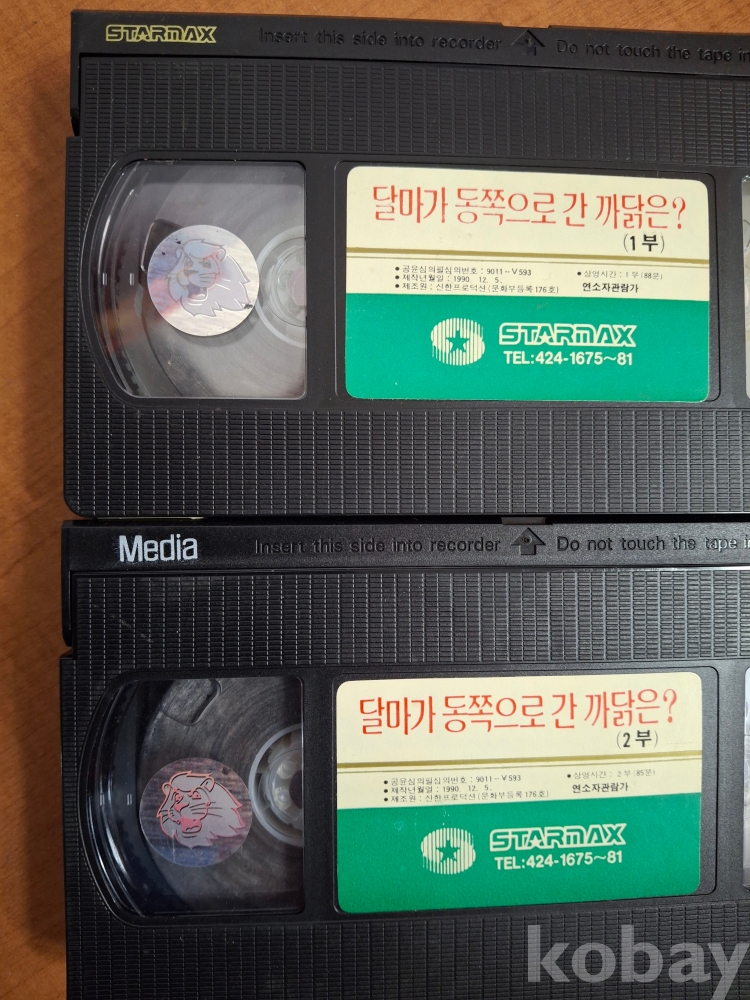 STARMAX
Insert this side into recorder
Do not touch the tape in
달마가 동쪽으로 간 까닭은?
(1부)
● 공윤심의필심의번호 : 9011-V593
● 제작년월일 : 1990. 12. 5.
● 제조원 : 신한프로덕션 (문화부등록 176호)
● 상영시간 : 1부 (88분)
연소자관람가
STARMAX
TEL:424-1675~81
Media
Insert this side into recorder
Do not touch the tape in
달마가 동쪽으로 간 까닭은?
(2부)
● 공윤심의필심의번호 : 9011-V593
● 제작년월일 : 1990. 12. 5.
● 제조원 : 신한프로덕션 (문화부등록 176호)
● 상영시간 : 2부 (85분)
연소자관람가
STARMAX
TEL:424-1675~81
kobay